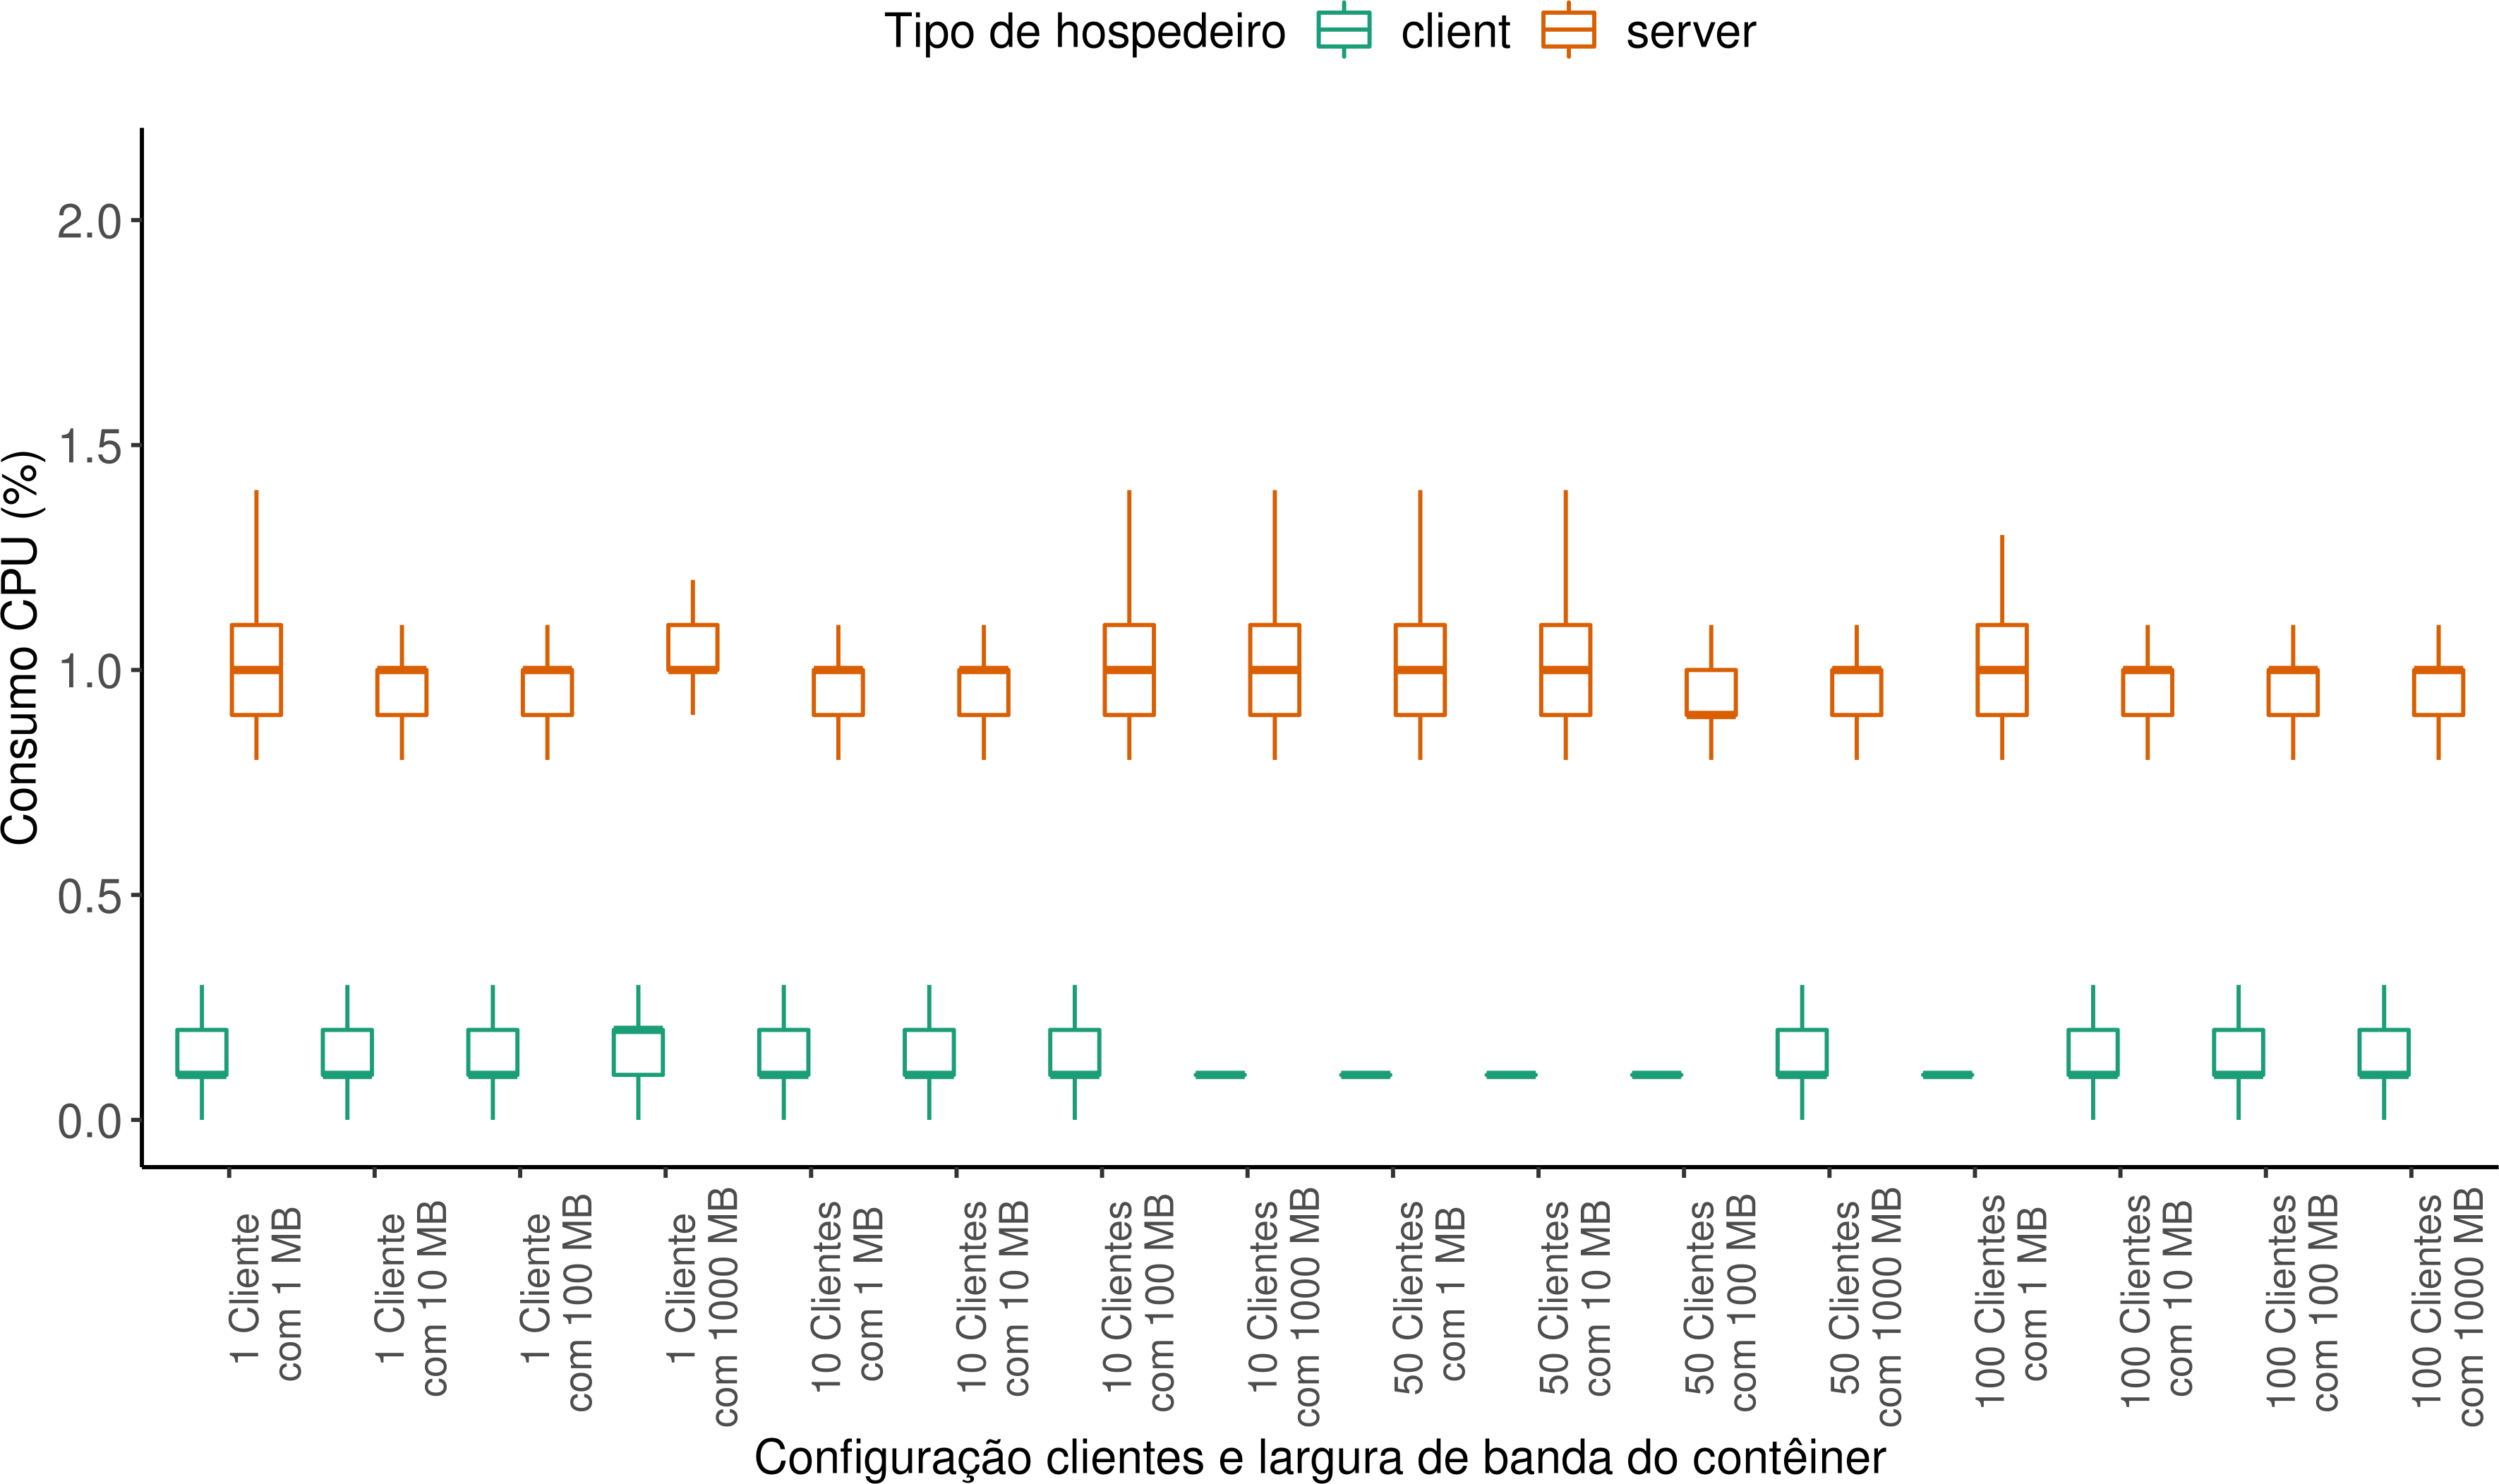 Tipo de hospedeiro client server
Consumo CPU (%)
2.0
1.5
1.0
0.5
0.0
1 Cliente
com 1 MB
1 Cliente
com 10 MB
1 Cliente
com 100 MB
1 Cliente
com 1000 MB
10 Clientes
com 1 MB
10 Clientes
com 10 MB
10 Clientes
com 100 MB
10 Clientes
com 1000 MB
50 Clientes
com 1 MB
50 Clientes
com 10 MB
50 Clientes
com 100 MB
50 Clientes
com 1000 MB
100 Clientes
com 1 MB
100 Clientes
com 10 MB
100 Clientes
com 100 MB
100 Clientes
com 1000 MB
Configuração clientes e largura de banda do contêiner